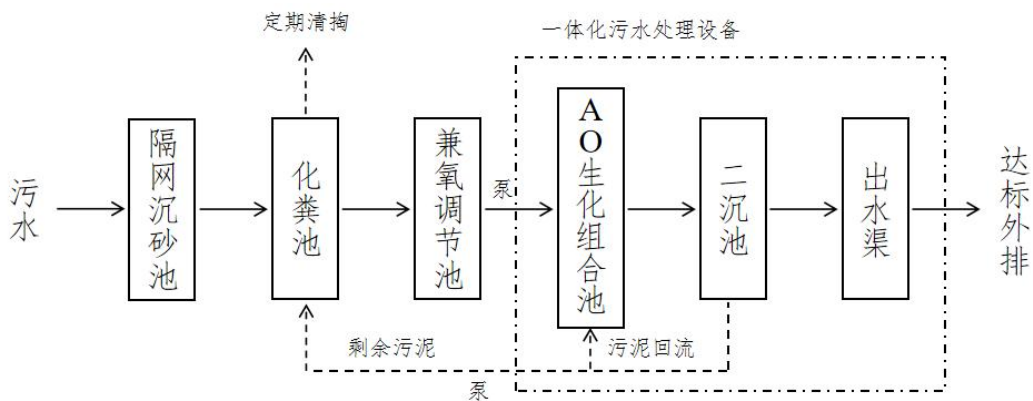 定期清掏
一体化污水处理设备
污水
隔网沉砂池
化粪池
兼氧调节池
泵
AO生化组合池
二沉池
出水渠
达标外排
剩余污泥
污泥回流
泵